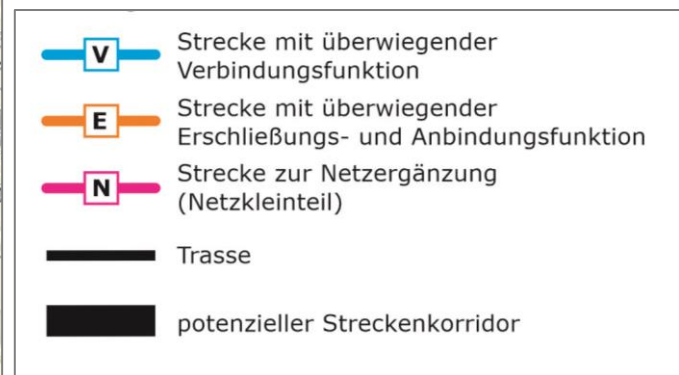 V
Strecke mit überwiegender
Verbindungsfunktion
E
Strecke mit überwiegender
Erschließungs- und Anbindungsfunktion
N
Strecke zur Netzergänzung
(Netzkleinteil)
Trasse
potenzieller Streckenkorridor